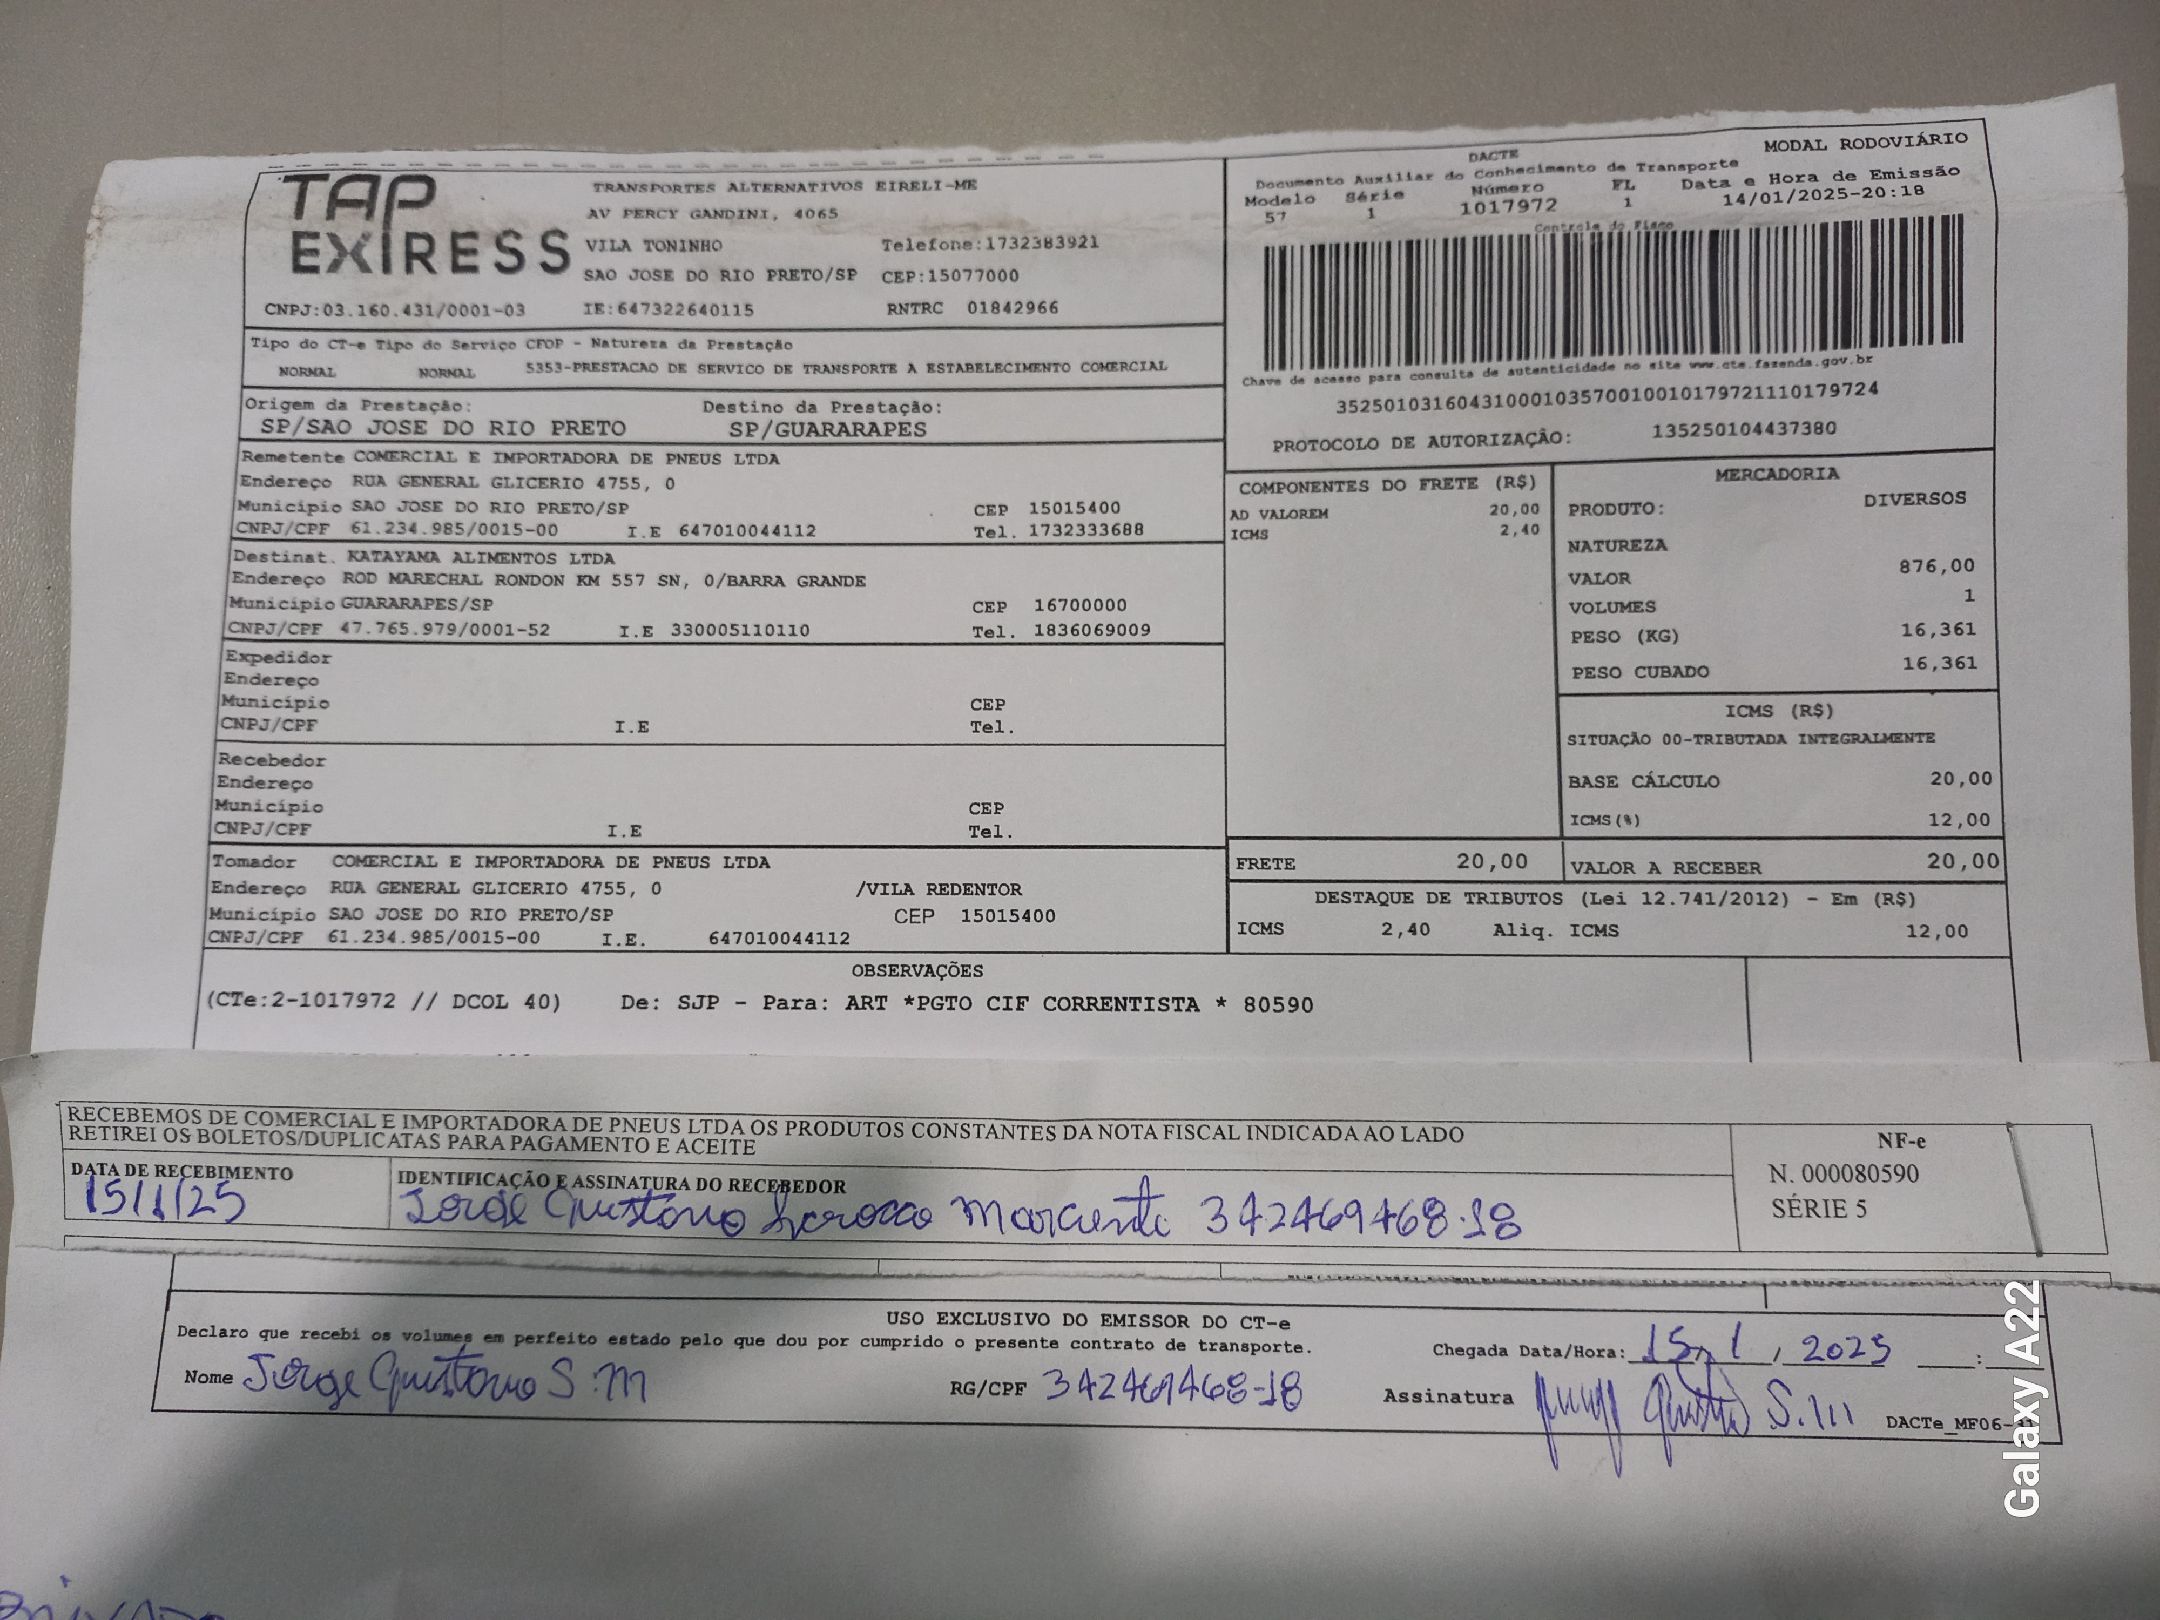 TAP
EXPRESS
TRANSPORTES ALTERNATIVOS EIRELI-ME
AV PERCY GANDINI, 4065
VILA TONINHO Telefone:1732383921
SAO JOSE DO RIO PRETO/SP CEP:15077000
CNPJ:03.160.431/0001-03 IE:647322640115 RNTRC 01842966
MODAL RODOVIÁRIO
DACTE
Documento Auxiliar do Conhecimento de Transporte
Modelo Série Número FL Data e Hora de Emissão
57 1 1017972 1 14/01/2025-20:18
Controle do Fisco
Chave de acesso para consulta de autenticidade no site www.cte.fazenda.gov.br
35250103160431000103570010010179721110179724
PROTOCOLO DE AUTORIZAÇÃO: 135250104437380
Tipo do CT-e Tipo do Serviço CFOP - Natureza da Prestação
NORMAL NORMAL 5353-PRESTACAO DE SERVICO DE TRANSPORTE A ESTABELECIMENTO COMERCIAL
Origem da Prestação: Destino da Prestação:
SP/SAO JOSE DO RIO PRETO SP/GUARARAPES
Remetente COMERCIAL E IMPORTADORA DE PNEUS LTDA
Endereço RUA GENERAL GLICERIO 4755, 0
Município SAO JOSE DO RIO PRETO/SP CEP 15015400
CNPJ/CPF 61.234.985/0015-00 I.E 647010044112 Tel. 1732333688
Destinat. KATAYAMA ALIMENTOS LTDA
Endereço ROD MARECHAL RONDON KM 557 SN, 0/BARRA GRANDE
Município GUARARAPES/SP CEP 16700000
CNPJ/CPF 47.765.979/0001-52 I.E 330005110110 Tel. 1836069009
Expedidor
Endereço
Município CEP
CNPJ/CPF I.E Tel.
Recebedor
Endereço
Município CEP
CNPJ/CPF I.E Tel.
Tomador COMERCIAL E IMPORTADORA DE PNEUS LTDA
Endereço RUA GENERAL GLICERIO 4755, 0 /VILA REDENTOR
Município SAO JOSE DO RIO PRETO/SP CEP 15015400
CNPJ/CPF 61.234.985/0015-00 I.E. 647010044112
COMPONENTES DO FRETE (R$)
AD VALOREM 20,00
ICMS 2,40
MERCADORIA
PRODUTO: DIVERSOS
NATUREZA
VALOR 876,00
VOLUMES 1
PESO (KG) 16,361
PESO CUBADO 16,361
ICMS (R$)
SITUAÇÃO 00-TRIBUTADA INTEGRALMENTE
BASE CÁLCULO 20,00
ICMS(%) 12,00
FRETE 20,00 VALOR A RECEBER 20,00
DESTAQUE DE TRIBUTOS (Lei 12.741/2012) - Em (R$)
ICMS 2,40 Aliq. ICMS 12,00
OBSERVAÇÕES
(CTe:2-1017972 // DCOL 40) De: SJP - Para: ART *PGTO CIF CORRENTISTA * 80590
RECEBEMOS DE COMERCIAL E IMPORTADORA DE PNEUS LTDA OS PRODUTOS CONSTANTES DA NOTA FISCAL INDICADA AO LADO
RETIREI OS BOLETOS/DUPLICATAS PARA PAGAMENTO E ACEITE
DATA DE RECEBIMENTO IDENTIFICAÇÃO E ASSINATURA DO RECEBEDOR
15/1/25 Jorge 342469468-18
NF-e
N. 000080590
SÉRIE 5
USO EXCLUSIVO DO EMISSOR DO CT-e
Declaro que recebi os volumes em perfeito estado pelo que dou por cumprido o presente contrato de transporte.
Chegada Data/Hora: 15/1/2025 :
Nome Jorge S.M RG/CPF 342469468-18 Assinatura S.M
DACTe_MF06-
Galaxy A22